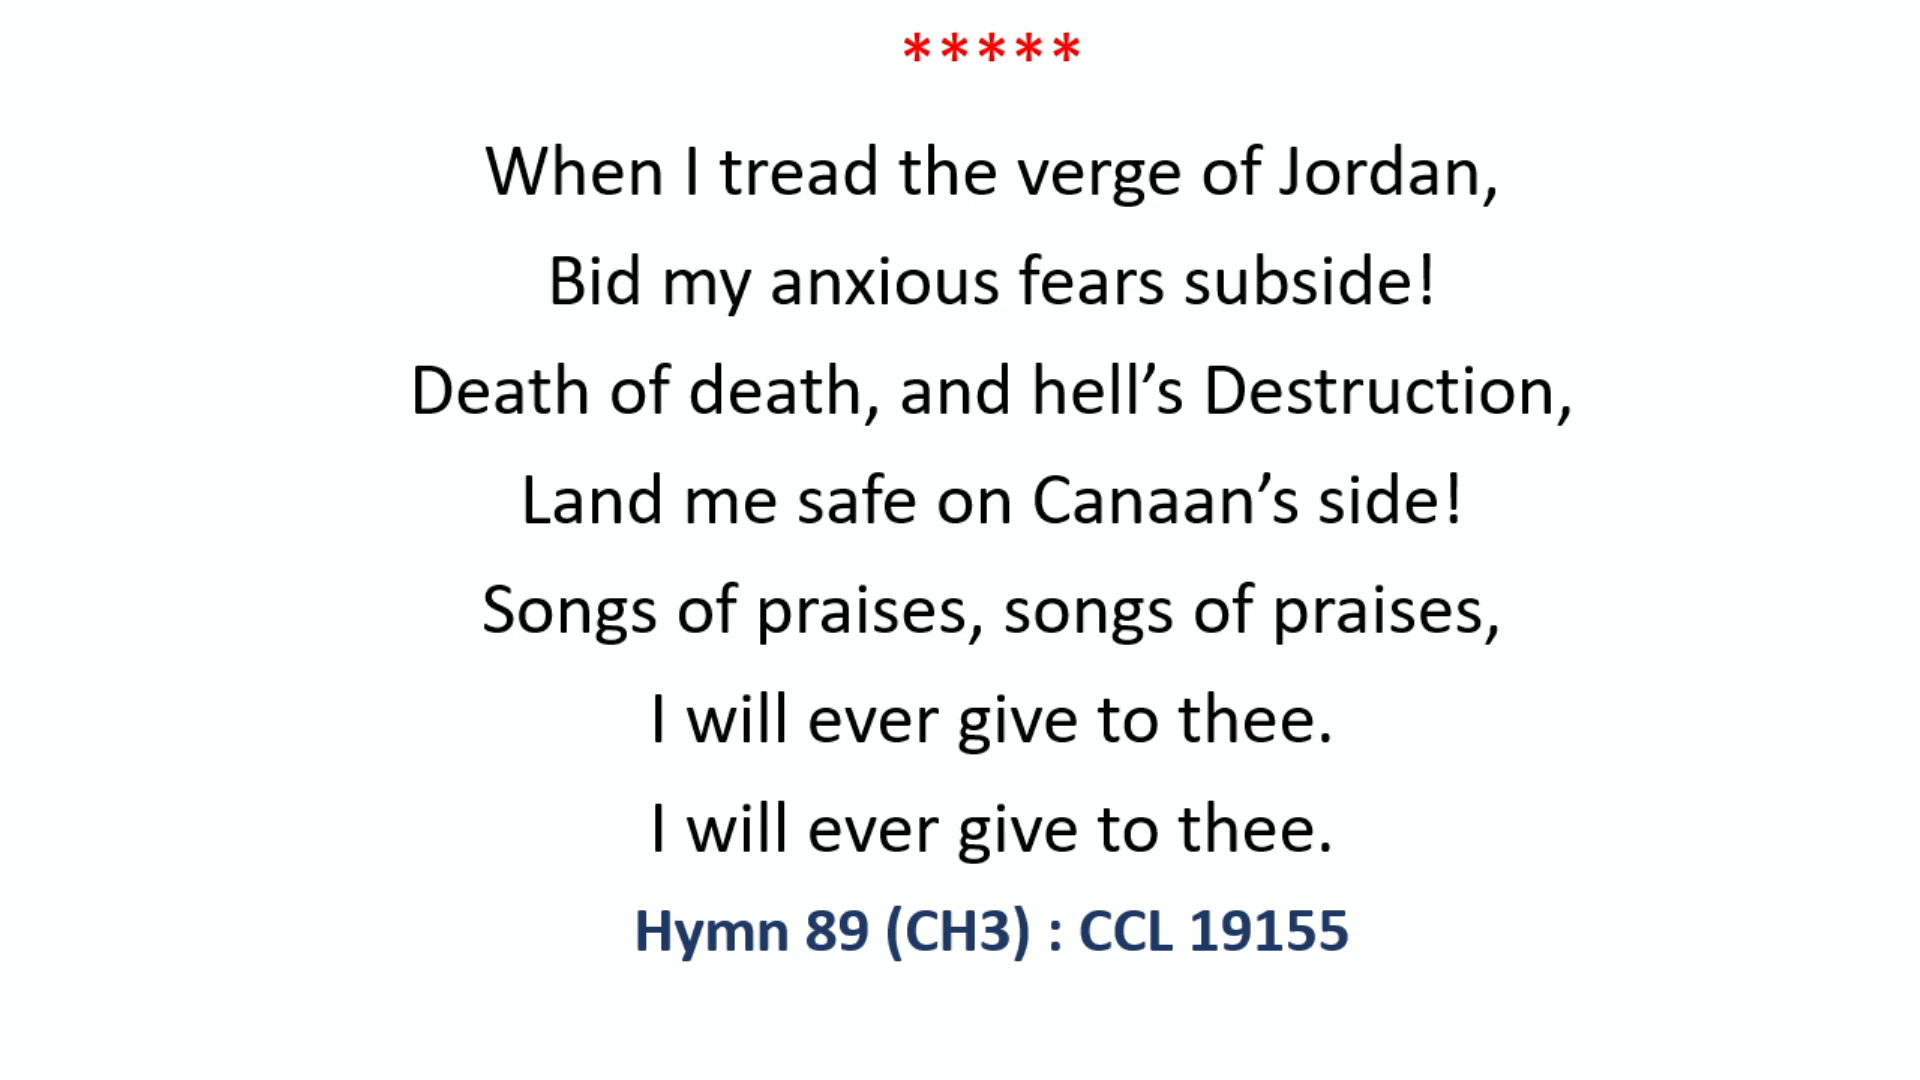 *****
When I tread the verge of Jordan,
Bid my anxious fears subside!
Death of death, and hell’s Destruction,
Land me safe on Canaan’s side!
Songs of praises, songs of praises,
I will ever give to thee.
I will ever give to thee.
Hymn 89 (CH3) : CCL 19155